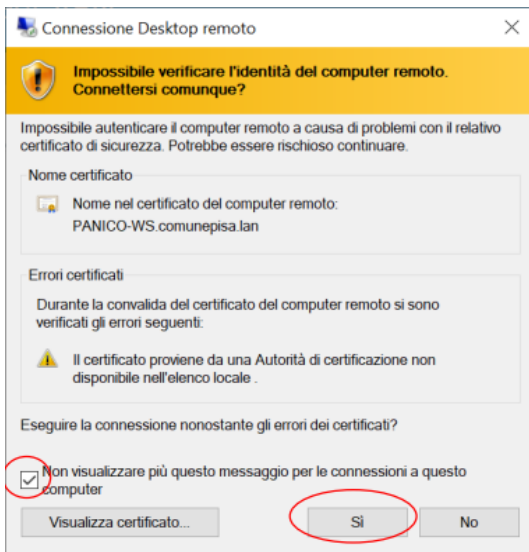 Connessione Desktop remoto
Impossibile verificare l'identità del computer remoto.
Connettersi comunque?
Impossibile autenticare il computer remoto a causa di problemi con il relativo
certificato di sicurezza. Potrebbe essere rischioso continuare.
Nome certificato
Nome nel certificato del computer remoto:
PANICO-WS.comunepisa.lan
Errori certificati
Durante la convalida del certificato del computer remoto si sono
verificati gli errori seguenti:
Il certificato proviene da una Autorità di certificazione non
disponibile nell'elenco locale .
Eseguire la connessione nonostante gli errori dei certificati?
Non visualizzare più questo messaggio per le connessioni a questo
computer
Visualizza certificato...
Sì
No